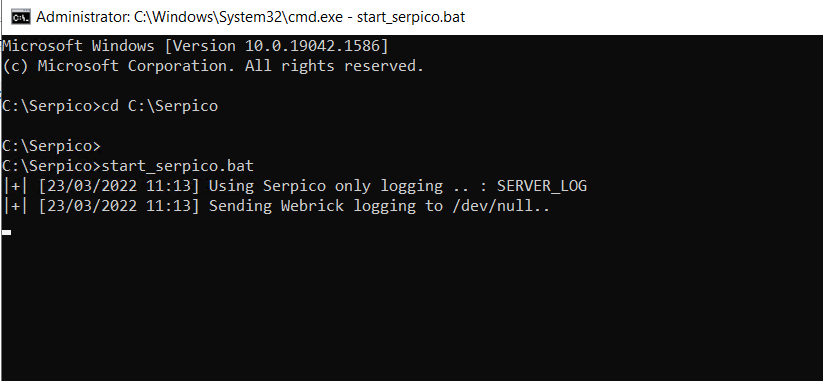 Administrator: C:\Windows\System32\cmd.exe - start_serpico.bat
Microsoft Windows [Version 10.0.19042.1586]
(c) Microsoft Corporation. All rights reserved.
C:\Serpico>cd C:\Serpico
C:\Serpico>
C:\Serpico>start_serpico.bat
|+| [23/03/2022 11:13] Using Serpico only logging .. : SERVER_LOG
|+| [23/03/2022 11:13] Sending Webrick logging to /dev/null..